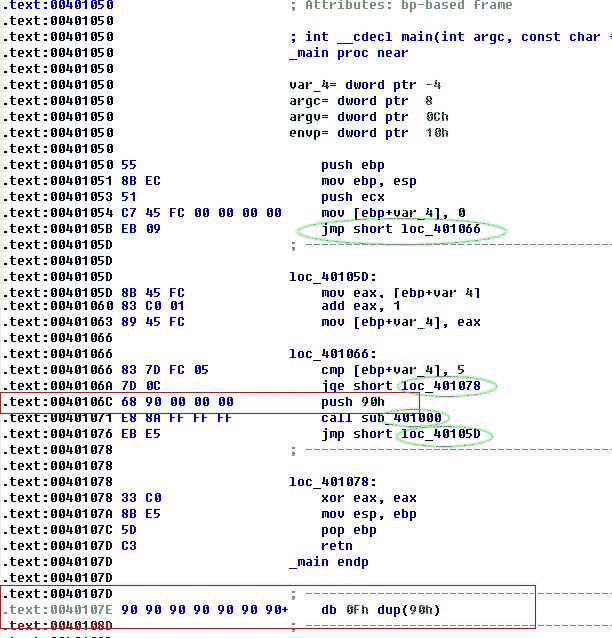 .text:00401050 ; Attributes: bp-based frame
.text:00401050
.text:00401050 ; int __cdecl main(int argc, const char
.text:00401050 _main proc near
.text:00401050
.text:00401050 var_4= dword ptr -4
.text:00401050 argc= dword ptr 8
.text:00401050 argv= dword ptr 0Ch
.text:00401050 envp= dword ptr 10h
.text:00401050
.text:00401050 55 push ebp
.text:00401051 8B EC mov ebp, esp
.text:00401053 51 push ecx
.text:00401054 C7 45 FC 00 00 00 00 mov [ebp+var_4], 0
.text:0040105B EB 09 jmp short loc_401066
.text:0040105D ; ---------------------------------------
.text:0040105D
.text:0040105D loc_40105D:
.text:0040105D 8B 45 FC mov eax, [ebp+var_4]
.text:00401060 83 C0 01 add eax, 1
.text:00401063 89 45 FC mov [ebp+var_4], eax
.text:00401066
.text:00401066 loc_401066:
.text:00401066 83 7D FC 05 cmp [ebp+var_4], 5
.text:0040106A 7D 0C jge short loc_401078
.text:0040106C 68 90 00 00 00 push 90h
.text:00401071 E8 8A FF FF FF call sub_401000
.text:00401076 EB E5 jmp short loc_40105D
.text:00401078 ; ---------------------------------------
.text:00401078
.text:00401078 loc_401078:
.text:00401078 33 C0 xor eax, eax
.text:0040107A 8B E5 mov esp, ebp
.text:0040107C 5D pop ebp
.text:0040107D C3 retn
.text:0040107D _main endp
.text:0040107D
.text:0040107D ; ---------------------------------------
.text:0040107E 90 90 90 90 90 90 90+ db 0Fh dup(90h)
.text:0040108D ; ---------------------------------------